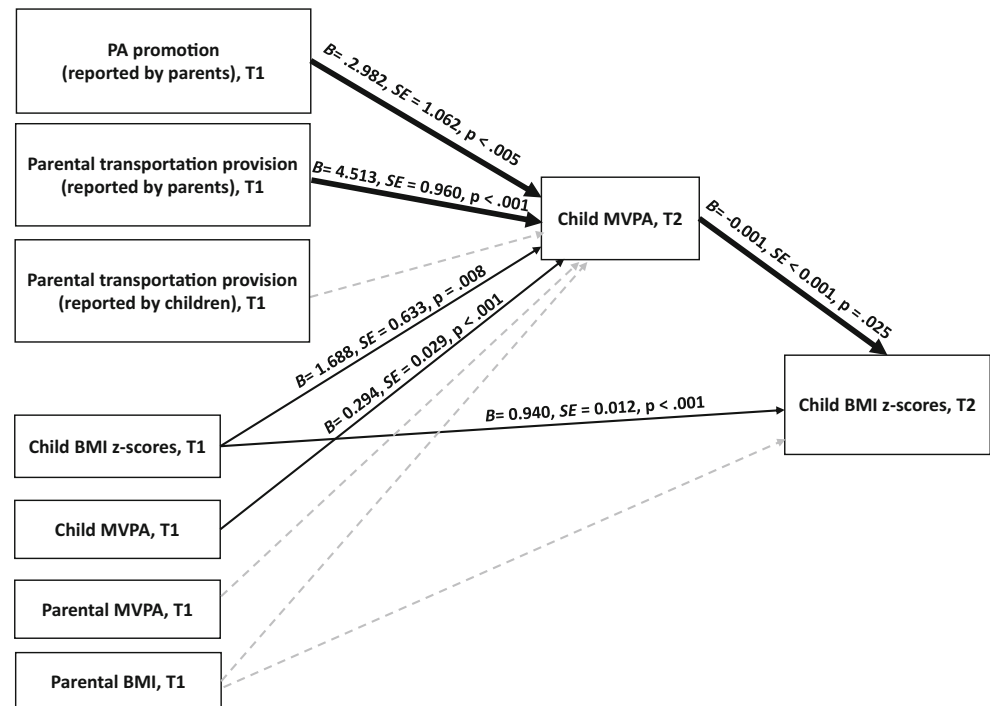 PA promotion
(reported by parents), T1
B= .2.982, SE = 1.062, p < .005
Parental transportation provision
(reported by parents), T1
B= 4.513, SE = 0.960, p < .001
Child MVPA, T2
B= -0.001, SE < 0.001, p = .025
Parental transportation provision
(reported by children), T1
B= 1.688, SE = 0.633, p = .008
B= 0.294, SE = 0.029, p < .001
Child BMI z-scores, T2
B= 0.940, SE = 0.012, p < .001
Child BMI z-scores, T1
Child MVPA, T1
Parental MVPA, T1
Parental BMI, T1